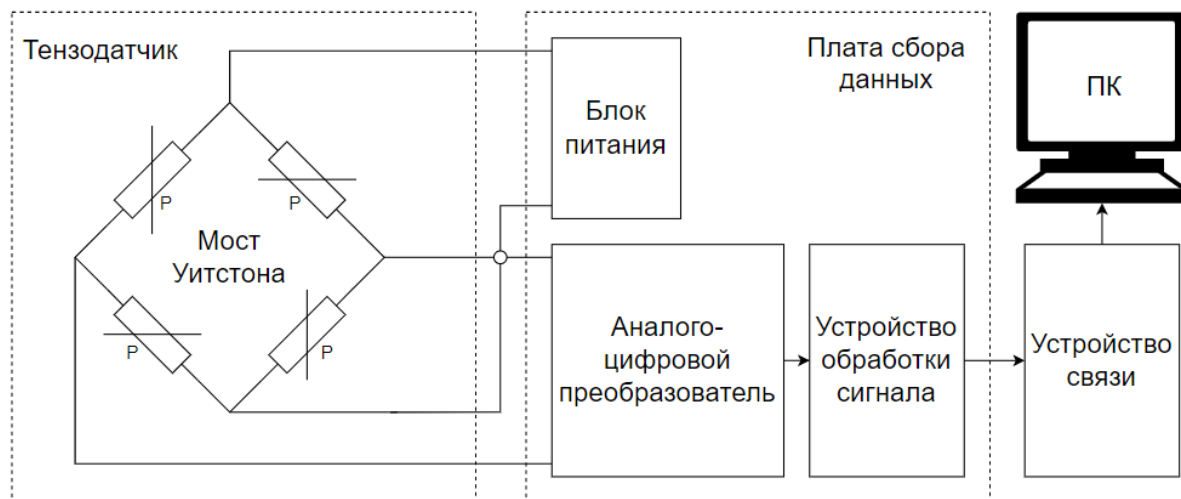 Тензодатчик
Плата сбора
данных
ПК
Блок
питания
P
P
Мост
Уитстона
P
P
Аналого-
цифровой
преобразователь
Устройство
обработки
сигнала
Устройство
связи